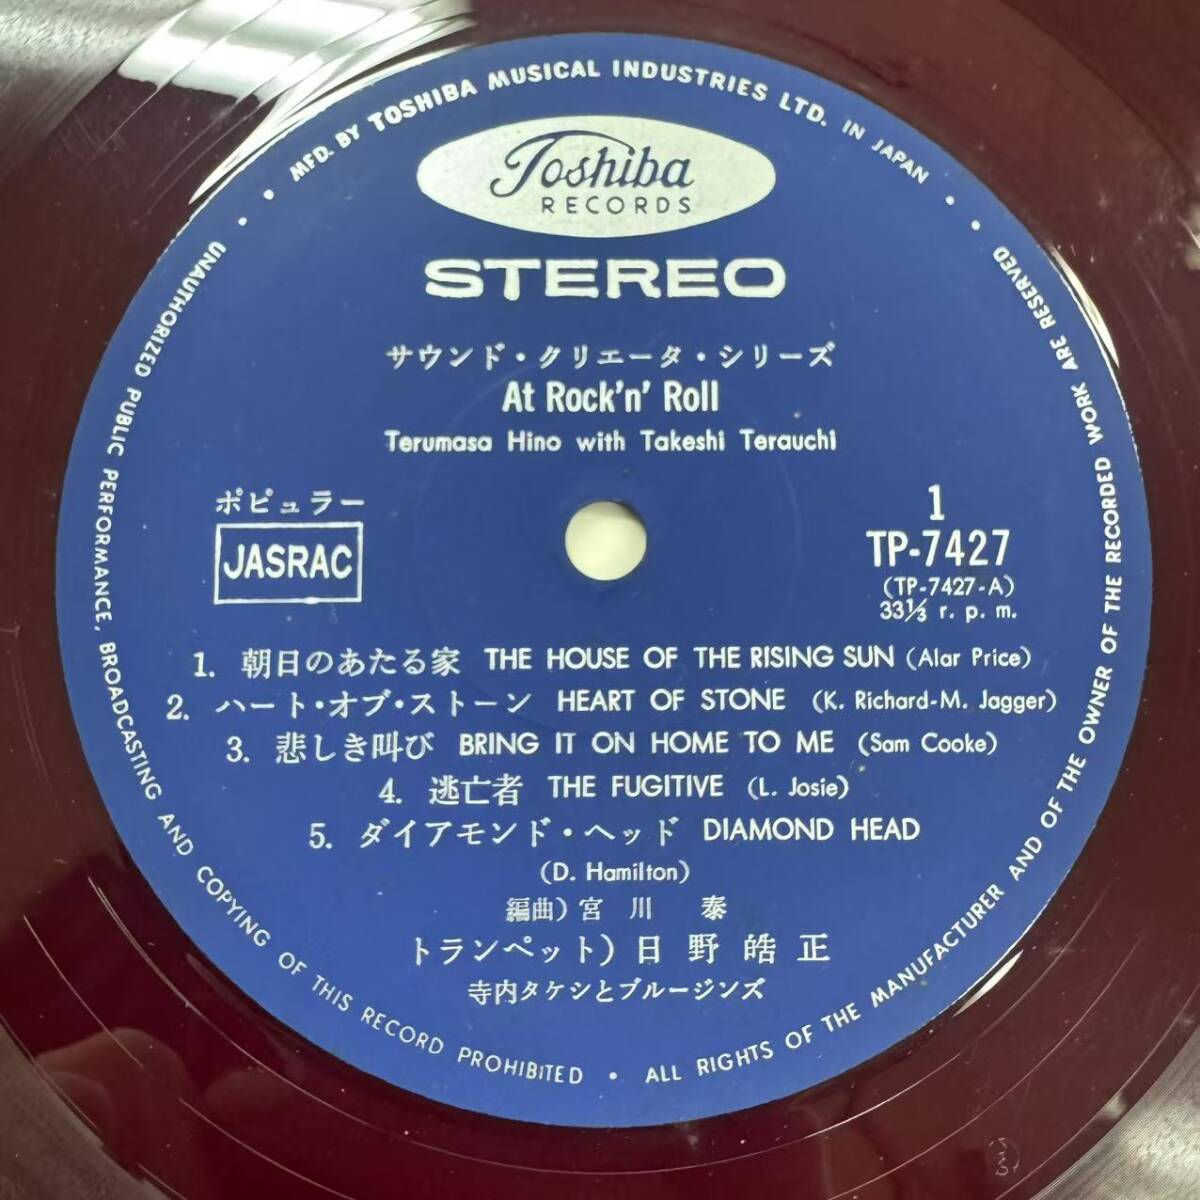 MFD. BY TOSHIBA MUSICAL INDUSTRIES LTD. IN JAPAN
Toshiba
RECORDS
STEREO
サウンド・クリエータ・シリーズ
At Rock'n' Roll
Terumasa Hino with Takeshi Terauchi
ポピュラー
JASRAC
1
TP-7427
(TP-7427-A)
33⅓ r. p. m.
1. 朝日のあたる家 THE HOUSE OF THE RISING SUN (Alar Price)
2. ハート・オブ・ストーン HEART OF STONE (K. Richard-M. Jagger)
3. 悲しき叫び BRING IT ON HOME TO ME (Sam Cooke)
4. 逃亡者 THE FUGITIVE (L. Josie)
5. ダイアモンド・ヘッド DIAMOND HEAD
(D. Hamilton)
編曲) 宮川 泰
トランペット) 日野皓正
寺内タケシとブルージンズ
ALL RIGHTS OF THE MANUFACTURER AND OF THE OWNER OF THE RECORDED WORK ARE RESERVED
UNAUTHORIZED PUBLIC PERFORMANCE, BROADCASTING AND COPYING OF THIS RECORD PROHIBITED